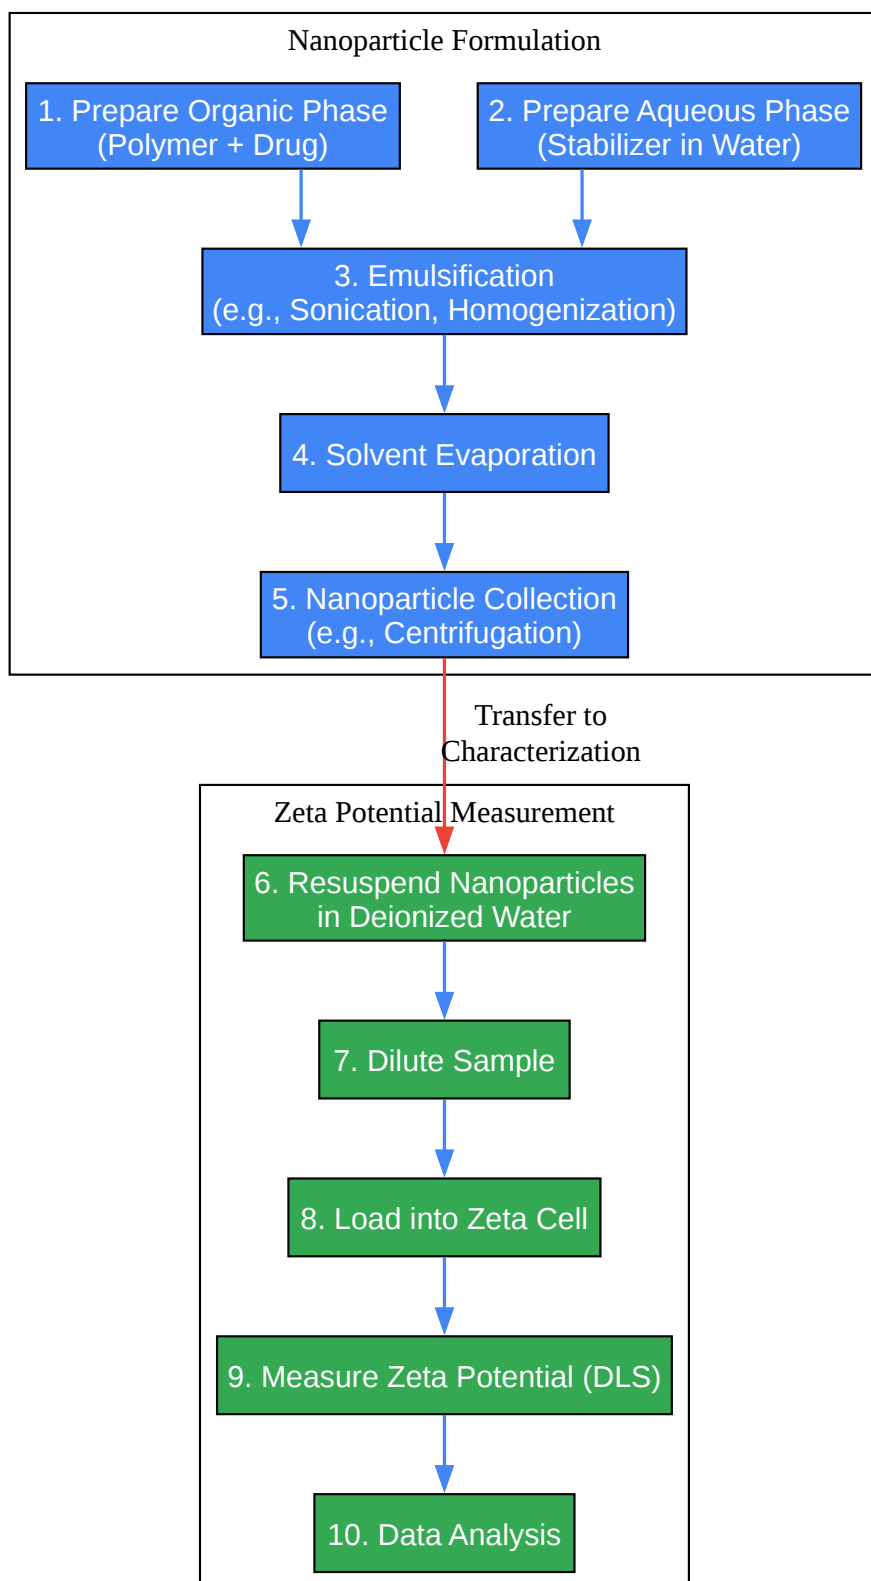 Nanoparticle Formulation
1. Prepare Organic Phase
(Polymer + Drug)
2. Prepare Aqueous Phase
(Stabilizer in Water)
3. Emulsification
(e.g., Sonication, Homogenization)
4. Solvent Evaporation
5. Nanoparticle Collection
(e.g., Centrifugation)
Transfer to
Characterization
Zeta Potential Measurement
6. Resuspend Nanoparticles
in Deionized Water
7. Dilute Sample
8. Load into Zeta Cell
9. Measure Zeta Potential (DLS)
10. Data Analysis